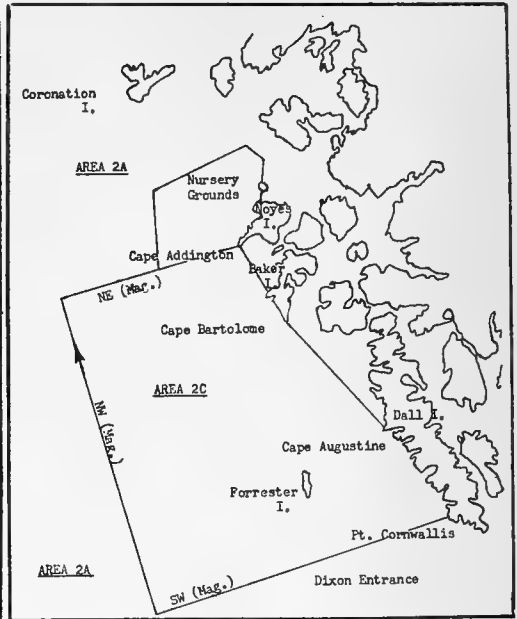 Coronation
I.
AREA 2A
Nursery
Grounds
Noyes
I.
Cape Addington
Baker
I.
NE (Mag.)
Cape Bartolome
AREA 2C
NW (Mag.)
Dall I.
Cape Augustine
Forrester
I.
Pt. Cornwallis
AREA 2A
SW (Mag.)
Dixon Entrance